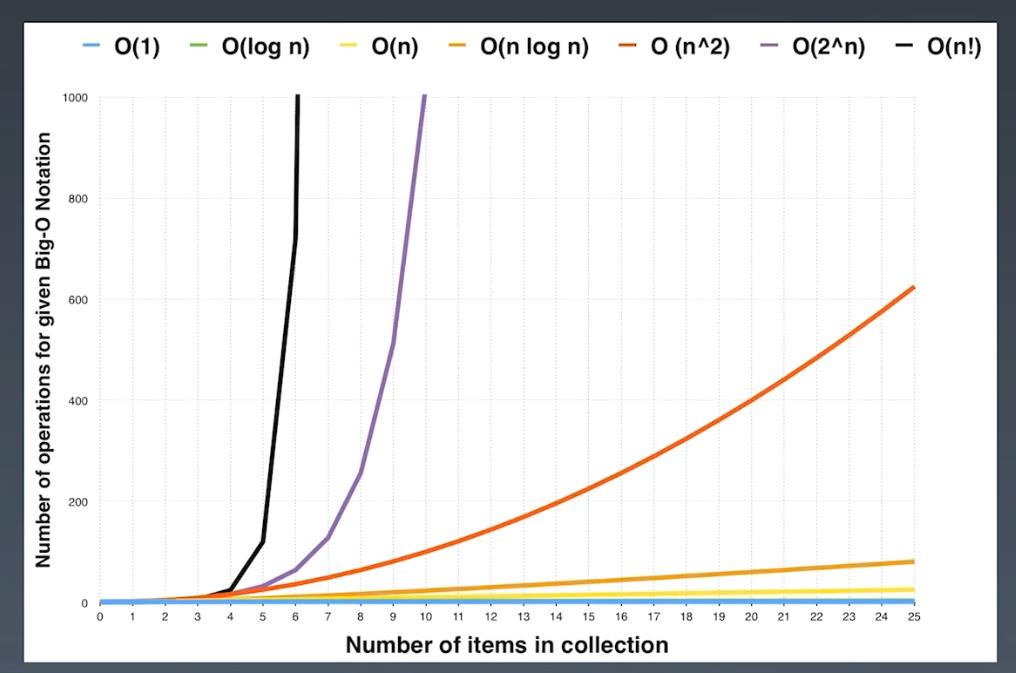 O(1) O(log n) O(n) O(n log n) O (n^2) O(2^n) O(n!)
Number of operations for given Big-O Notation
1000
800
600
400
200
0
0 1 2 3 4 5 6 7 8 9 10 11 12 13 14 15 16 17 18 19 20 21 22 23 24 25
Number of items in collection